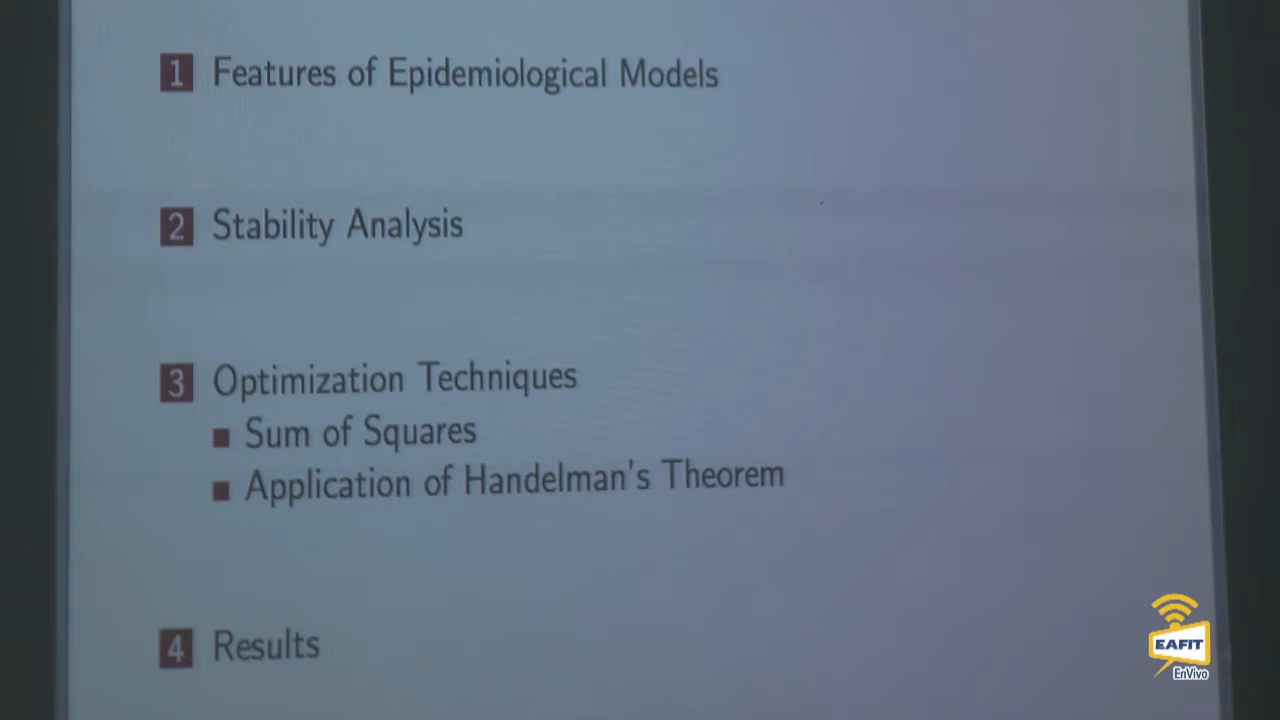 1 Features of Epidemiological Models
2 Stability Analysis
3 Optimization Techniques
Sum of Squares
Application of Handelman's Theorem
4 Results
EAFIT
EnVivo